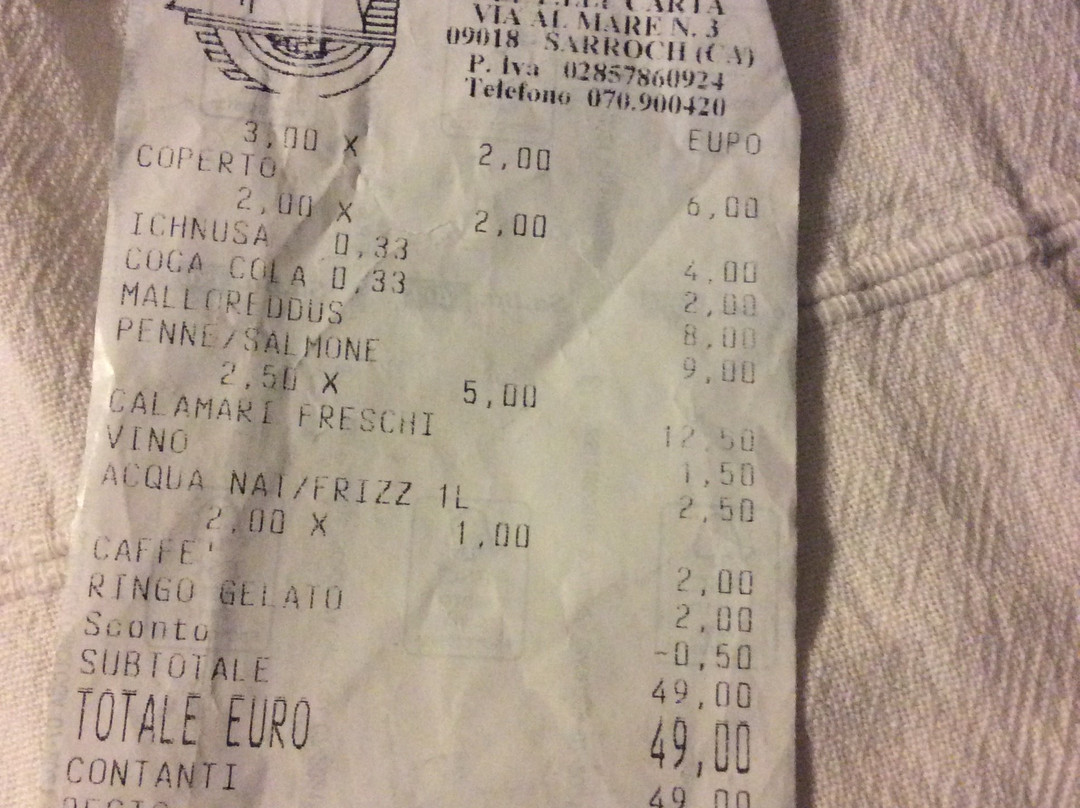 CARTA
VIA AL MARE N. 3
09018 SARROCH (CA)
P. Iva 02857860924
Telefono 070.900420
EUPO
3,00 X 2,00
COPERTO 6,00
2,00 X 2,00
ICHNUSA 0,33 4,00
COCA COLA 0,33 2,00
MALLOREDDUS 8,00
PENNE/SALMONE 9,00
2,50 X 5,00
CALAMARI FRESCHI 12,50
VINO 1,50
ACQUA NAT/FRIZZ 1L 2,50
2,00 X 1,00
CAFFE' 2,00
RINGO GELATO 2,00
Sconto -0,50
SUBTOTALE 49,00
TOTALE EURO 49,00
CONTANTI 49,00